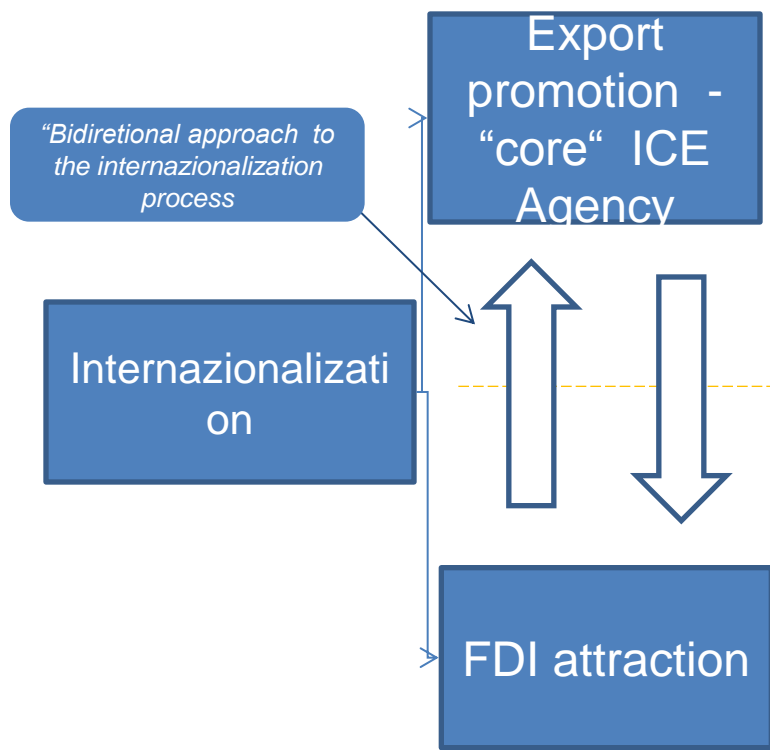 Export
promotion -
“core“ ICE
Agency
“Bidiretional approach to
the internazionalization
process
Internazionalizati
on
FDI attraction